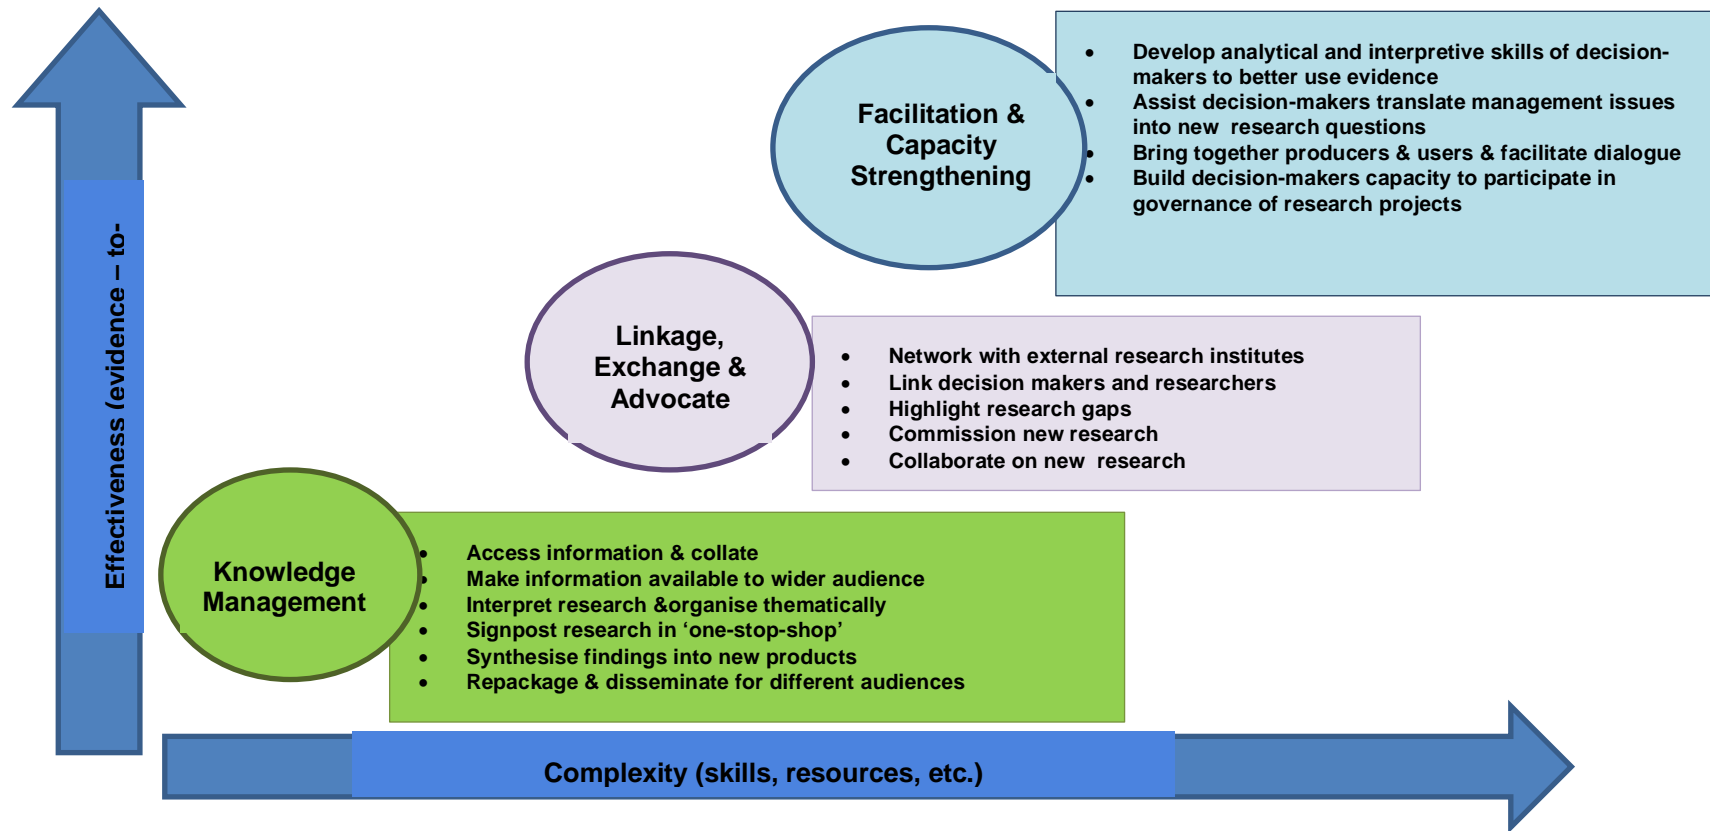 Facilitation &
Capacity
Strengthening
• Develop analytical and interpretive skills of decision-
makers to better use evidence
• Assist decision-makers translate management issues
into new research questions
• Bring together producers & users & facilitate dialogue
• Build decision-makers capacity to participate in
governance of research projects
Linkage,
Exchange &
Advocate
• Network with external research institutes
• Link decision makers and researchers
• Highlight research gaps
• Commission new research
• Collaborate on new research
Knowledge
Management
• Access information & collate
• Make information available to wider audience
• Interpret research &organise thematically
• Signpost research in ‘one-stop-shop’
• Synthesise findings into new products
• Repackage & disseminate for different audiences
Effectiveness (evidence – to-
Complexity (skills, resources, etc.)